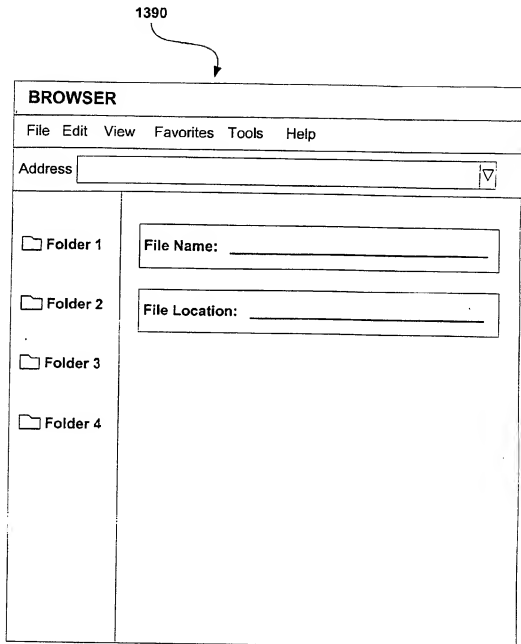 1390
BROWSER
File Edit View Favorites Tools Help
Address
Folder 1
File Name:
Folder 2
File Location:
Folder 3
Folder 4